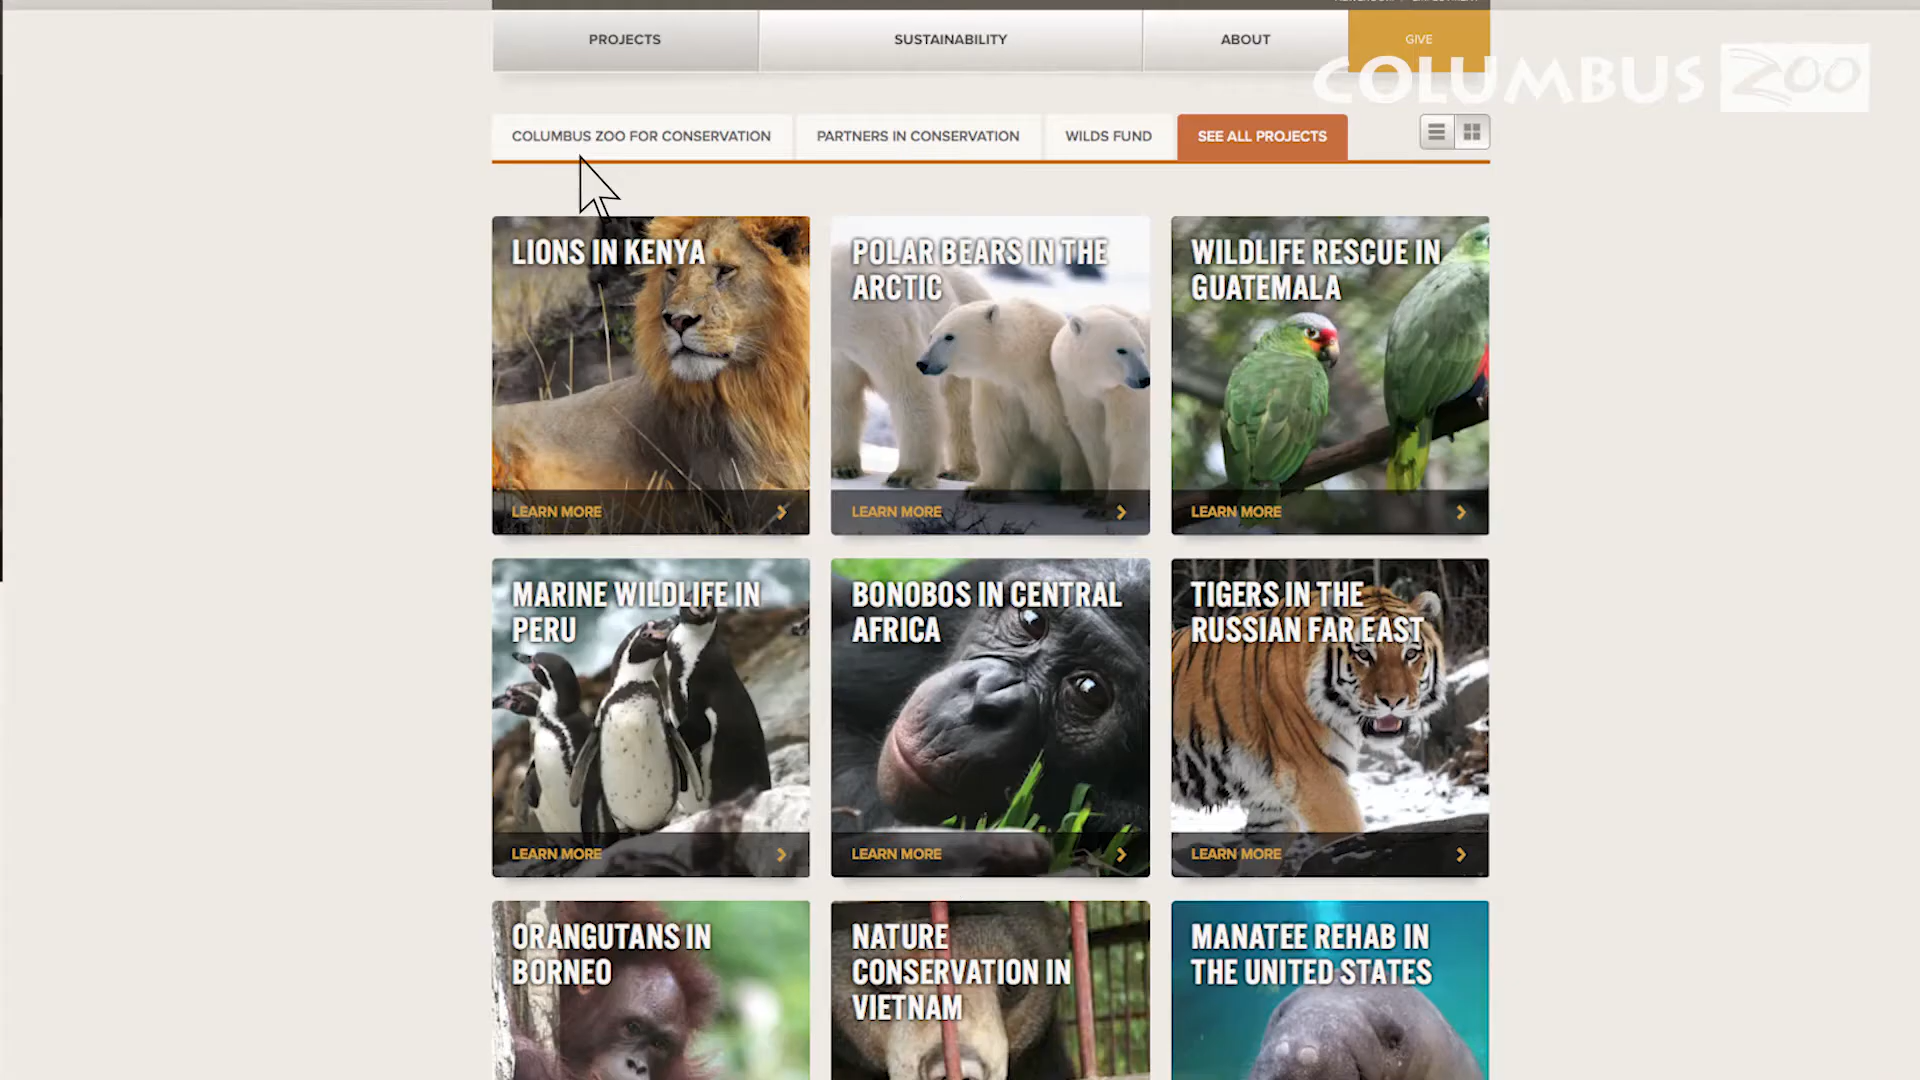 PROJECTS
SUSTAINABILITY
ABOUT
GIVE
COLUMBUS ZOO
COLUMBUS ZOO FOR CONSERVATION
PARTNERS IN CONSERVATION
WILDS FUND
SEE ALL PROJECTS
LIONS IN KENYA
LEARN MORE
POLAR BEARS IN THE
ARCTIC
LEARN MORE
WILDLIFE RESCUE IN
GUATEMALA
LEARN MORE
MARINE WILDLIFE IN
PERU
LEARN MORE
BONOBOS IN CENTRAL
AFRICA
LEARN MORE
TIGERS IN THE
RUSSIAN FAR EAST
LEARN MORE
ORANGUTANS IN
BORNEO
NATURE
CONSERVATION IN
VIETNAM
MANATEE REHAB IN
THE UNITED STATES